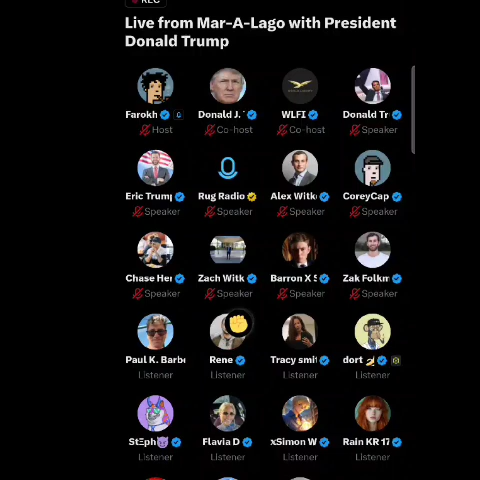 REC
Live from Mar-A-Lago with President
Donald Trump
Farokh Donald J. WLFI Donald Tr
Host Co-host Co-host Speaker
Eric Trump Rug Radio Alex Witk CoreyCap
Speaker Speaker Speaker Speaker
Chase Her Zach Witk Barron X Zak Folkm
Speaker Speaker Speaker Speaker
Paul K. Barbe Rene Tracy smi dort
Listener Listener Listener Listener
StΞph Flavia D xSimon W Rain KR 17
Listener Listener Listener Listener